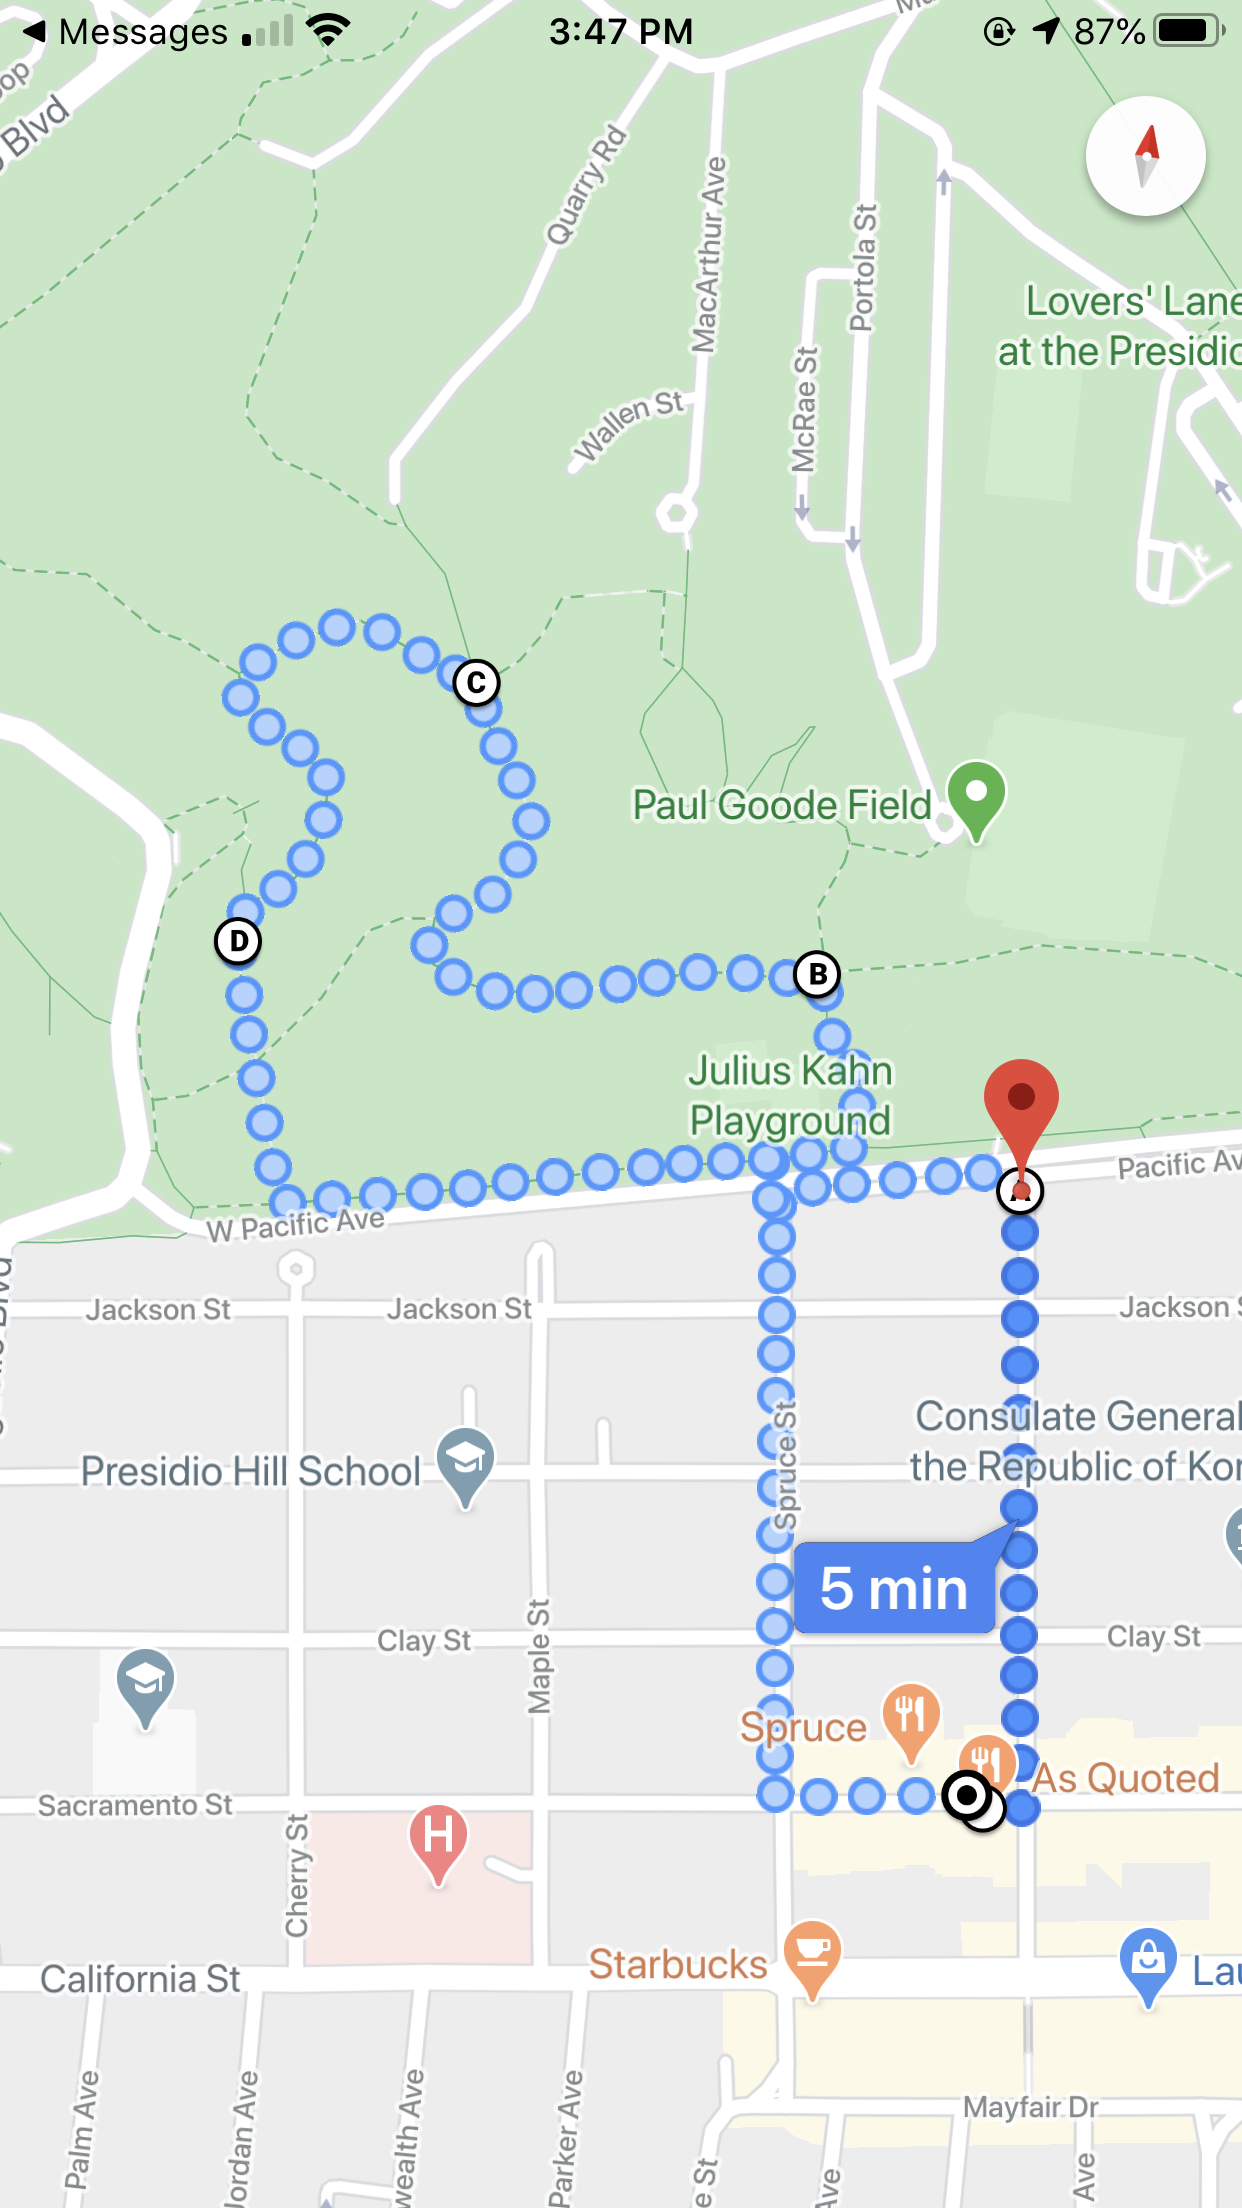 Messages
3:47 PM
87%
Blvd
Quarry Rd
MacArthur Ave
Portola St
Lovers' Lane
at the Presidio
McRae St
Wallen St
C
Paul Goode Field
D
B
Julius Kahn
Playground
Pacific Av
W Pacific Ave
Jackson St
Jackson St
Jackson S
Consulate General
the Republic of Kor
Presidio Hill School
Spruce St
5 min
Maple St
Clay St
Clay St
Spruce
As Quoted
Sacramento St
H
Cherry St
California St
Starbucks
Lau
Mayfair Dr
Palm Ave
Jordan Ave
wealth Ave
Parker Ave
e St
Ave
Ave